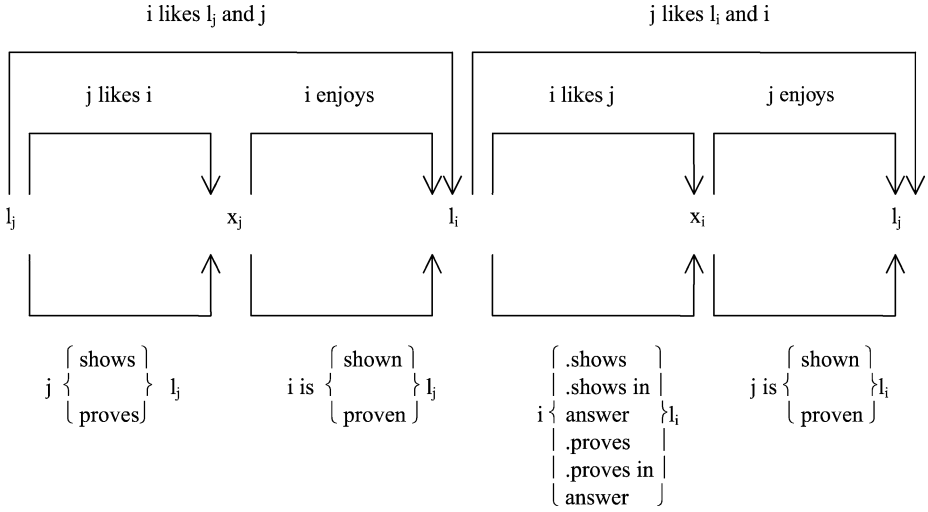 i likes lj and j j likes li and i
j likes i i enjoys i likes j j enjoys
lj xj li xi lj
j { shows proves } lj
i is { shown proven } lj
i { .shows
.shows in
answer
.proves
.proves in
answer } li
j is { shown proven } li